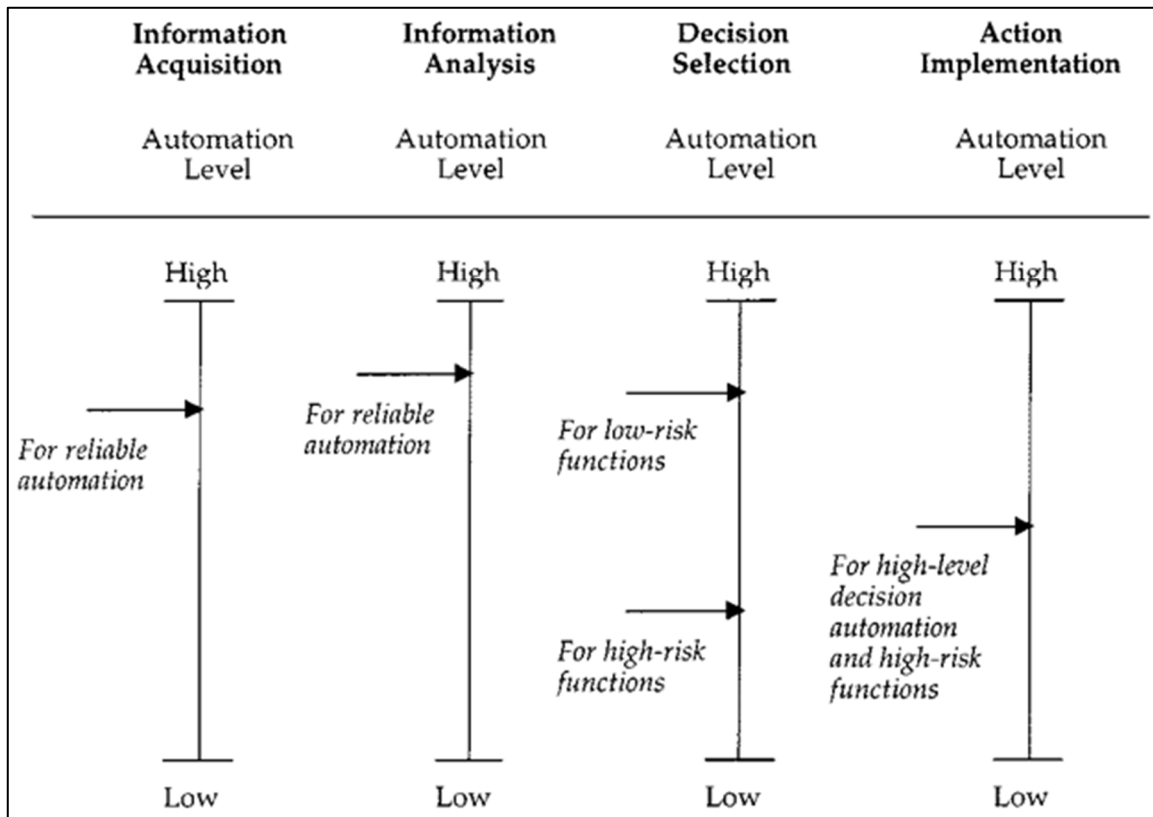 Information
Acquisition
Information
Analysis
Decision
Selection
Action
Implementation
Automation
Level
Automation
Level
Automation
Level
Automation
Level
High
High
High
High
For reliable
automation
For reliable
automation
For low-risk
functions
For high-risk
functions
For high-level
decision
automation
and high-risk
functions
Low
Low
Low
Low